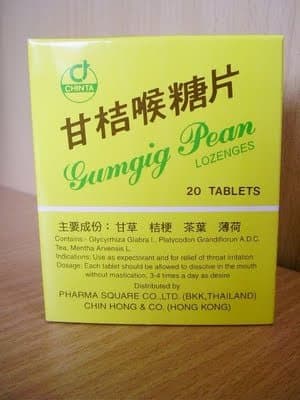 CHINTA
甘桔喉糖片
Gumgig Pean
LOZENGES
20 TABLETS
主要成份：甘草 桔梗 茶葉 薄荷
Contains:- Glycyrrhiza Glabra l., Platycodon Grandiflorun A.D.C.
Tea, Mentha Arvensis L.
Indications: Use as expectorant and for relief of throat irritation
Dosage: Each tablet should be allowed to dissolve in the mouth
without mastication, 3-4 times a day as desire
Distributed by
PHARMA SQUARE CO.,LTD. (BKK,THAILAND)
CHIN HONG & CO. (HONG KONG)